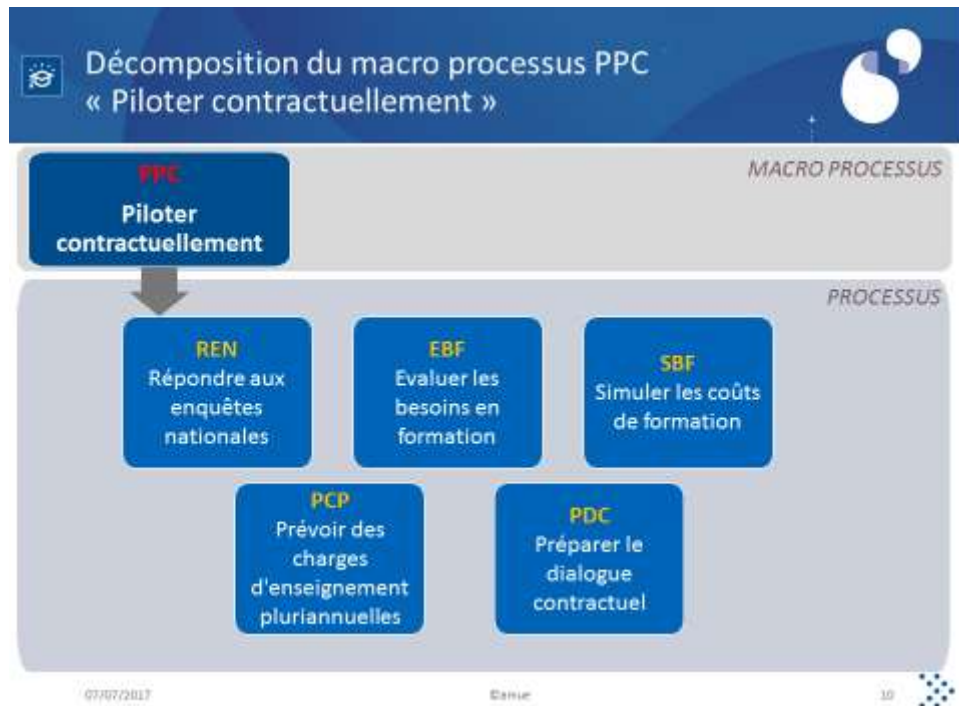 Décomposition du macro processus PPC
« Piloter contractuellement »
MACRO PROCESSUS
PPC
Piloter
contractuellement
PROCESSUS
REN
Répondre aux
enquêtes
nationales
EBF
Evaluer les
besoins en
formation
SBF
Simuler les coûts
de formation
PCP
Prévoir des
charges
d'enseignement
pluriannuelles
PDC
Préparer le
dialogue
contractuel
07/07/2017
©amue
10